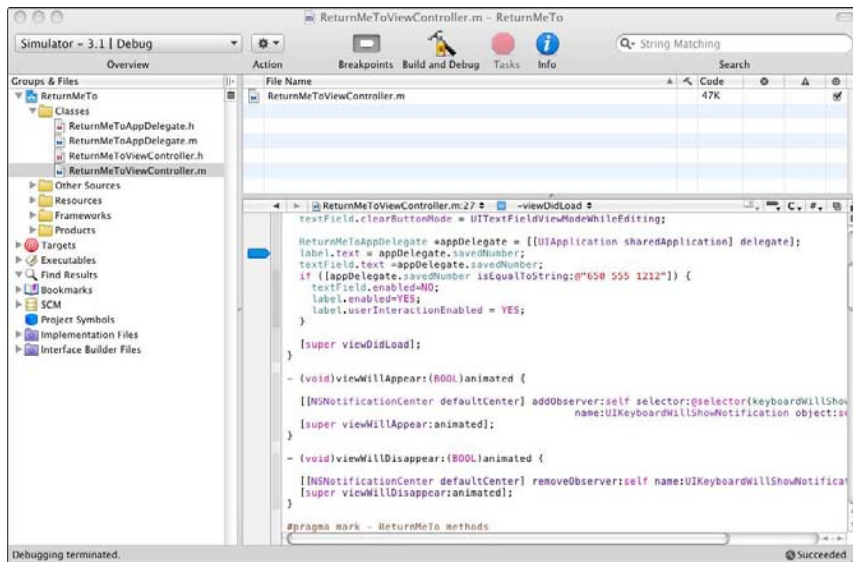 ReturnMeToViewController.m – ReturnMeTo
Simulator – 3.1 | Debug
String Matching
Overview
Action
Breakpoints
Build and Debug
Tasks
Info
Search
Groups & Files
ReturnMeTo
Classes
ReturnMeToAppDelegate.h
ReturnMeToAppDelegate.m
ReturnMeToViewController.h
ReturnMeToViewController.m
Other Sources
Resources
Frameworks
Products
Targets
Executables
Find Results
Bookmarks
SCM
Project Symbols
Implementation Files
Interface Builder Files
File Name Code
ReturnMeToViewController.m 47K
ReturnMeToViewController.m:27 -viewDidLoad C, #,
textField.clearButtonMode = UITextFieldViewModeWhileEditing;
ReturnMeToAppDelegate *appDelegate = [[UIApplication sharedApplication] delegate];
label.text = appDelegate.savedNumber;
textField.text =appDelegate.savedNumber;
if ([appDelegate.savedNumber isEqualToString:@"650 555 1212"]) {
textField.enabled=NO;
label.enabled=YES;
label.userInteractionEnabled = YES;
}
[super viewDidLoad];
}
- (void)viewWillAppear:(BOOL)animated {
[[NSNotificationCenter defaultCenter] addObserver:self selector:@selector(keyboardWillShow
name:UIKeyboardWillShowNotification object:se
[super viewWillAppear:animated];
}
- (void)viewWillDisappear:(BOOL)animated {
[[NSNotificationCenter defaultCenter] removeObserver:self name:UIKeyboardWillShowNotificat
[super viewWillDisappear:animated];
}
#pragma mark - ReturnMeTo methods
Debugging terminated.
Succeeded